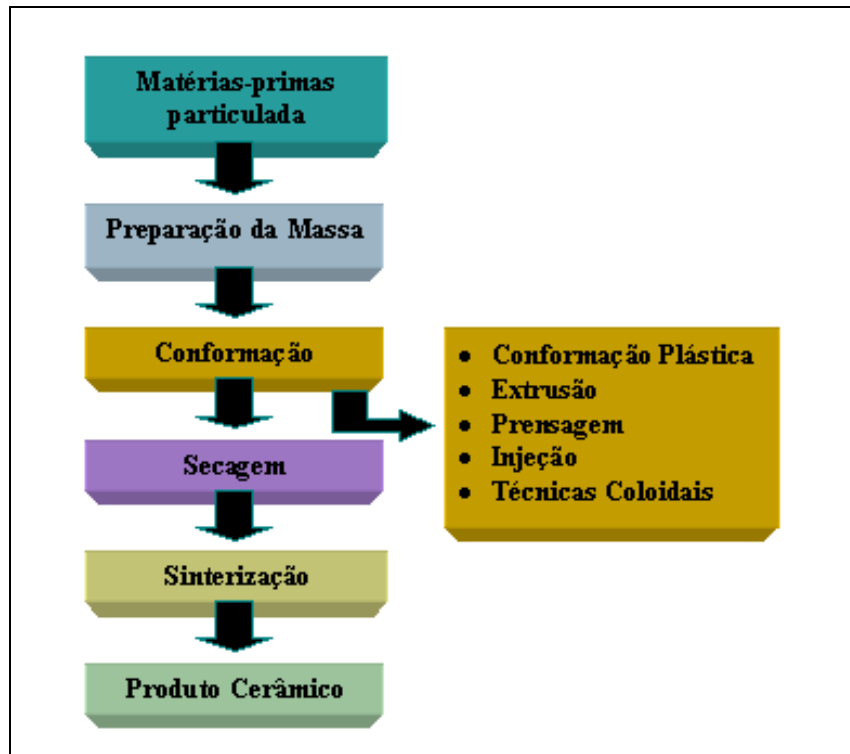 Matérias-primas
particulada
Preparação da Massa
Conformação
• Conformação Plástica
• Extrusão
• Prensagem
• Injeção
• Técnicas Coloidais
Secagem
Sinterização
Produto Cerâmico